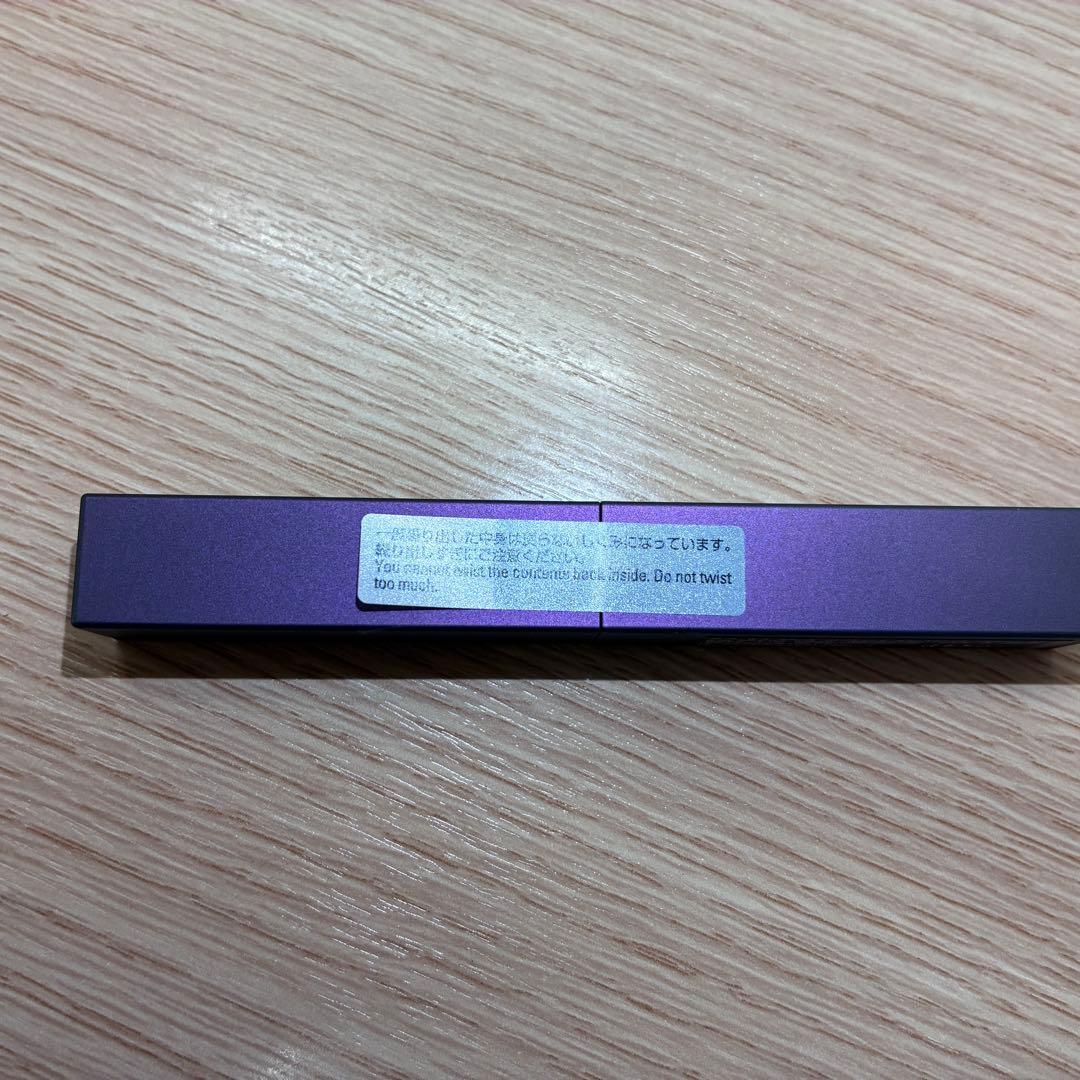 一度繰り出した中身は戻らないしくみになっています。
繰り出しすぎにご注意ください。
You cannot twist the contents back inside. Do not twist
too much.